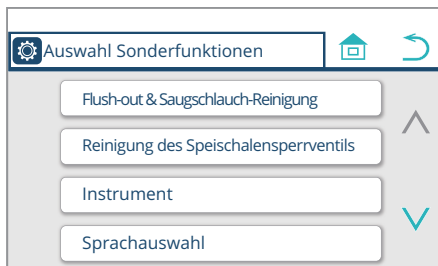 Auswahl Sonderfunktionen
Flush-out & Saugschlauch-Reinigung
Reinigung des Speischalensperrventils
Instrument
Sprachauswahl